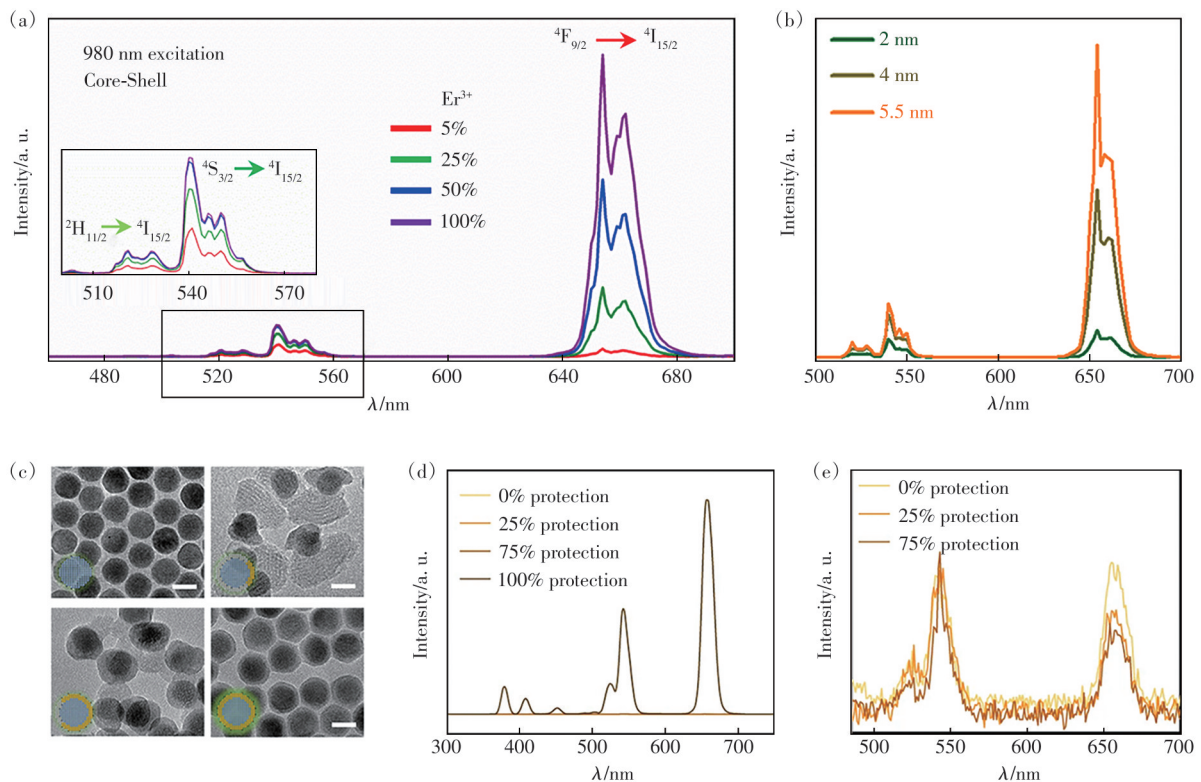 (a)
980 nm excitation
Core-Shell
⁴F₉/₂ → ⁴I₁₅/₂
Er³⁺
5%
25%
50%
100%
⁴S₃/₂ → ⁴I₁₅/₂
²H₁₁/₂ → ⁴I₁₅/₂
510 540 570
Intensity/a. u.
480 520 560 600 640 680
λ/nm
(b)
2 nm
4 nm
5.5 nm
Intensity/a. u.
500 550 600 650 700
λ/nm
(c)
(d)
0% protection
25% protection
75% protection
100% protection
Intensity/a. u.
300 400 500 600 700
λ/nm
(e)
0% protection
25% protection
75% protection
Intensity/a. u.
500 550 600 650 700
λ/nm